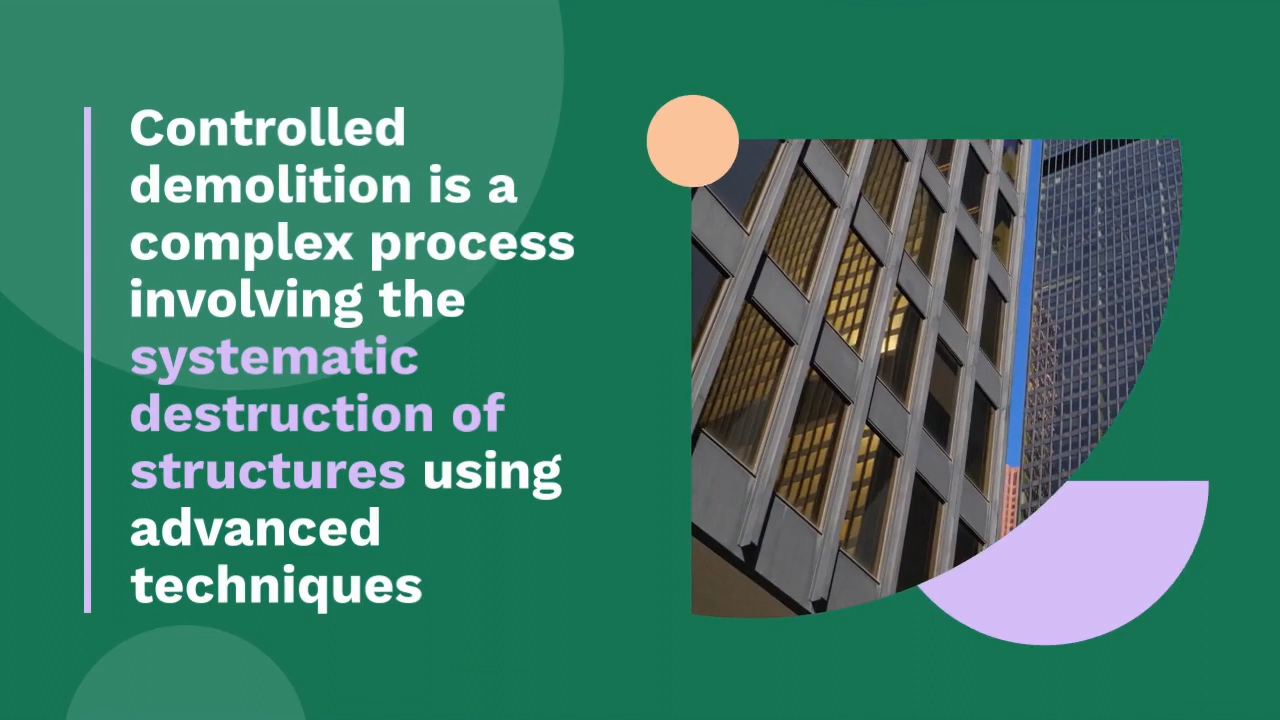 Controlled
demolition is a
complex process
involving the
systematic
destruction of
structures using
advanced
techniques